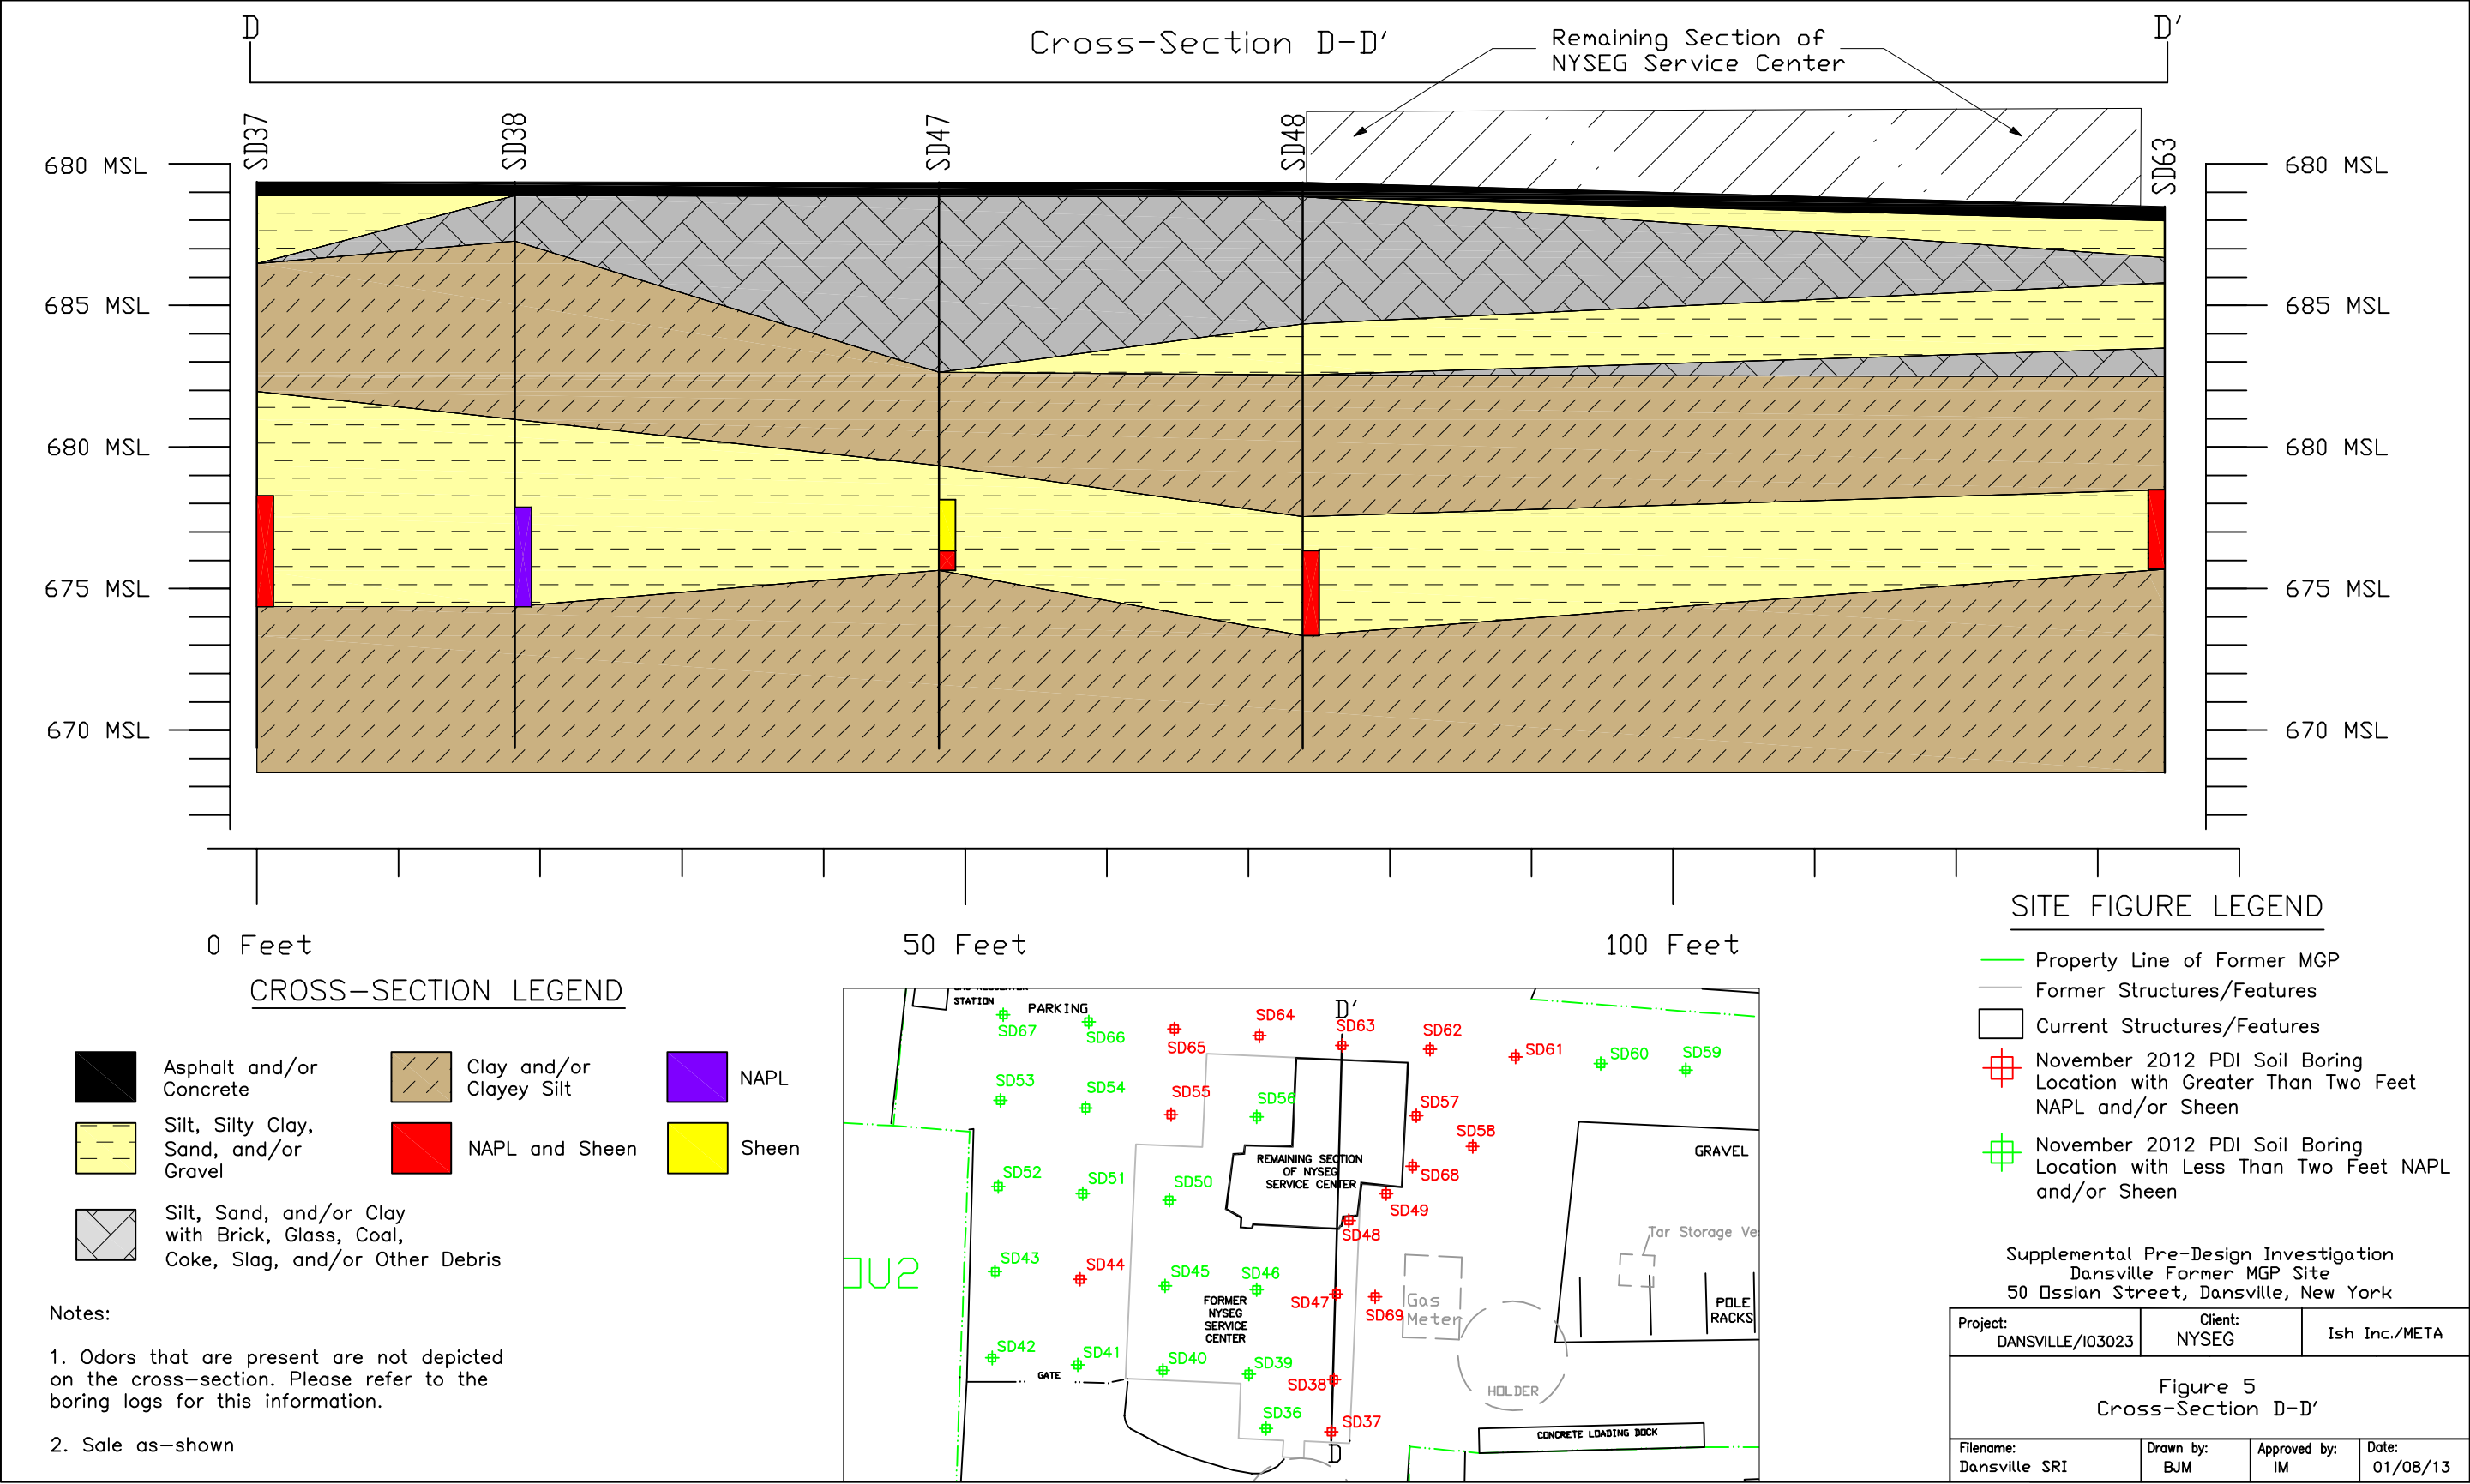 D
Cross-Section D-D'
D'
Remaining Section of
NYSEG Service Center
SD37
SD38
SD47
SD48
SD63
680 MSL
685 MSL
680 MSL
675 MSL
670 MSL
680 MSL
685 MSL
680 MSL
675 MSL
670 MSL
0 Feet
50 Feet
100 Feet
CROSS-SECTION LEGEND
Asphalt and/or
Concrete
Clay and/or
Clayey Silt
NAPL
Silt, Silty Clay,
Sand, and/or
Gravel
NAPL and Sheen
Sheen
Silt, Sand, and/or Clay
with Brick, Glass, Coal,
Coke, Slag, and/or Other Debris
Notes:
1. Odors that are present are not depicted
on the cross-section. Please refer to the
boring logs for this information.
2. Sale as-shown
STATION
PARKING
D'
SD67
SD66
SD65
SD64
SD63
SD62
SD61
SD60
SD59
SD53
SD54
SD55
SD56
SD57
SD58
SD68
REMAINING SECTION
OF NYSEG
SERVICE CENTER
GRAVEL
SD52
SD51
SD50
SD49
SD48
Tar Storage Ve
OU2
SD43
SD44
SD45
SD46
SD47
SD69
FORMER
NYSEG
SERVICE
CENTER
Gas
Meter
POLE
RACKS
SD42
SD41
SD40
SD39
SD38
GATE
HOLDER
SD36
SD37
D
CONCRETE LOADING DOCK
SITE FIGURE LEGEND
Property Line of Former MGP
Former Structures/Features
Current Structures/Features
November 2012 PDI Soil Boring
Location with Greater Than Two Feet
NAPL and/or Sheen
November 2012 PDI Soil Boring
Location with Less Than Two Feet NAPL
and/or Sheen
Supplemental Pre-Design Investigation
Dansville Former MGP Site
50 Ossian Street, Dansville, New York
Project:
DANSVILLE/I03023
Client:
NYSEG
Ish Inc./META
Figure 5
Cross-Section D-D'
Filename:
Dansville SRI
Drawn by:
BJM
Approved by:
IM
Date:
01/08/13